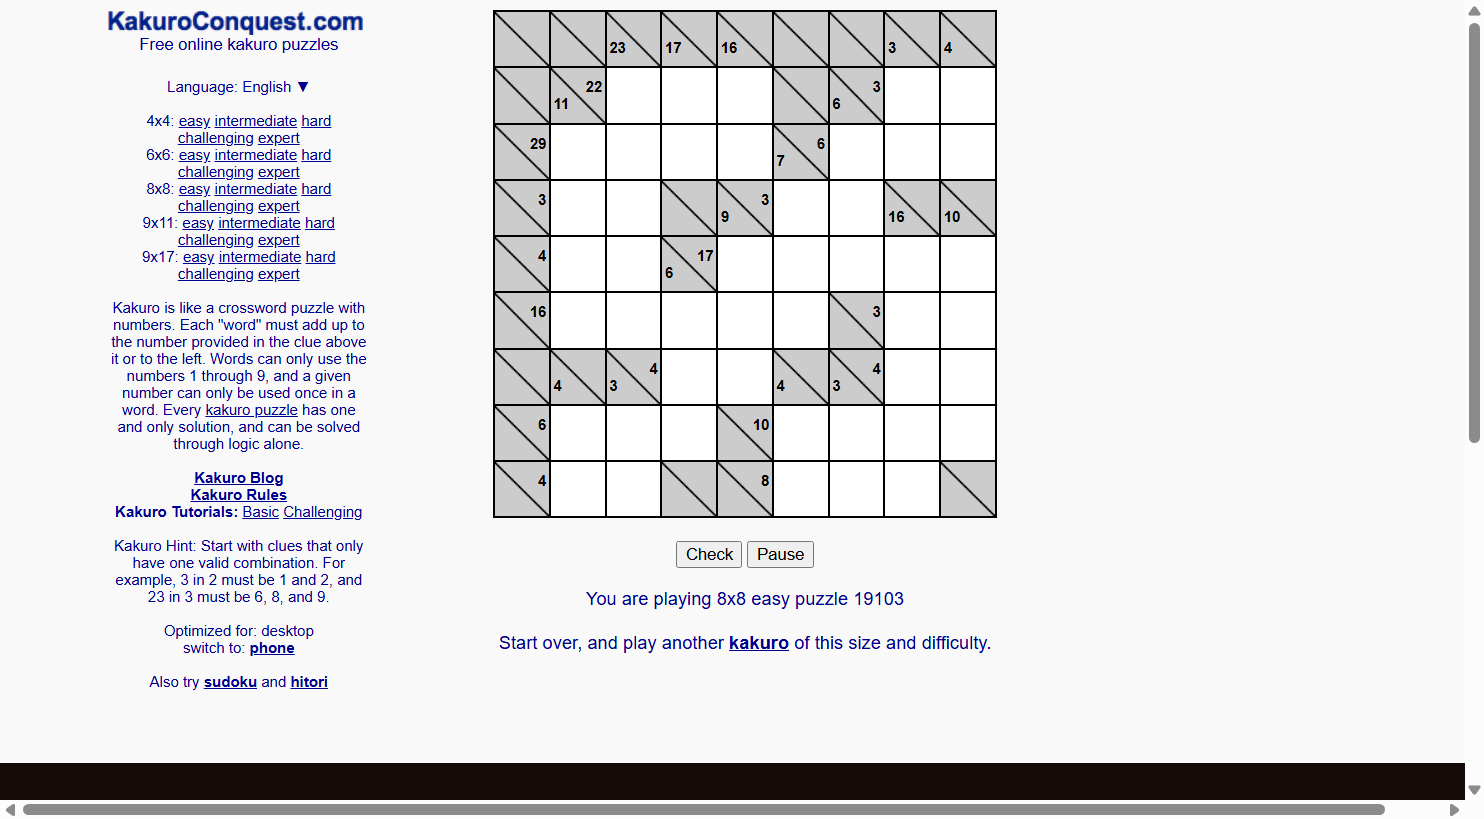 KakuroConquest.com
Free online kakuro puzzles
Language: English ▼
4x4: easy intermediate hard
challenging expert
6x6: easy intermediate hard
challenging expert
8x8: easy intermediate hard
challenging expert
9x11: easy intermediate hard
challenging expert
9x17: easy intermediate hard
challenging expert
Kakuro is like a crossword puzzle with
numbers. Each "word" must add up to
the number provided in the clue above
it or to the left. Words can only use the
numbers 1 through 9, and a given
number can only be used once in a
word. Every kakuro puzzle has one
and only solution, and can be solved
through logic alone.
Kakuro Blog
Kakuro Rules
Kakuro Tutorials: Basic Challenging
Kakuro Hint: Start with clues that only
have one valid combination. For
example, 3 in 2 must be 1 and 2, and
23 in 3 must be 6, 8, and 9.
Optimized for: desktop
switch to: phone
Also try sudoku and hitori
23 17 16 3 4
22 11 3 6
29 6 7
3 3 9 16 10
4 17 6
16 3
4 4 3 4 4 3
6 10
4 8
Check Pause
You are playing 8x8 easy puzzle 19103
Start over, and play another kakuro of this size and difficulty.